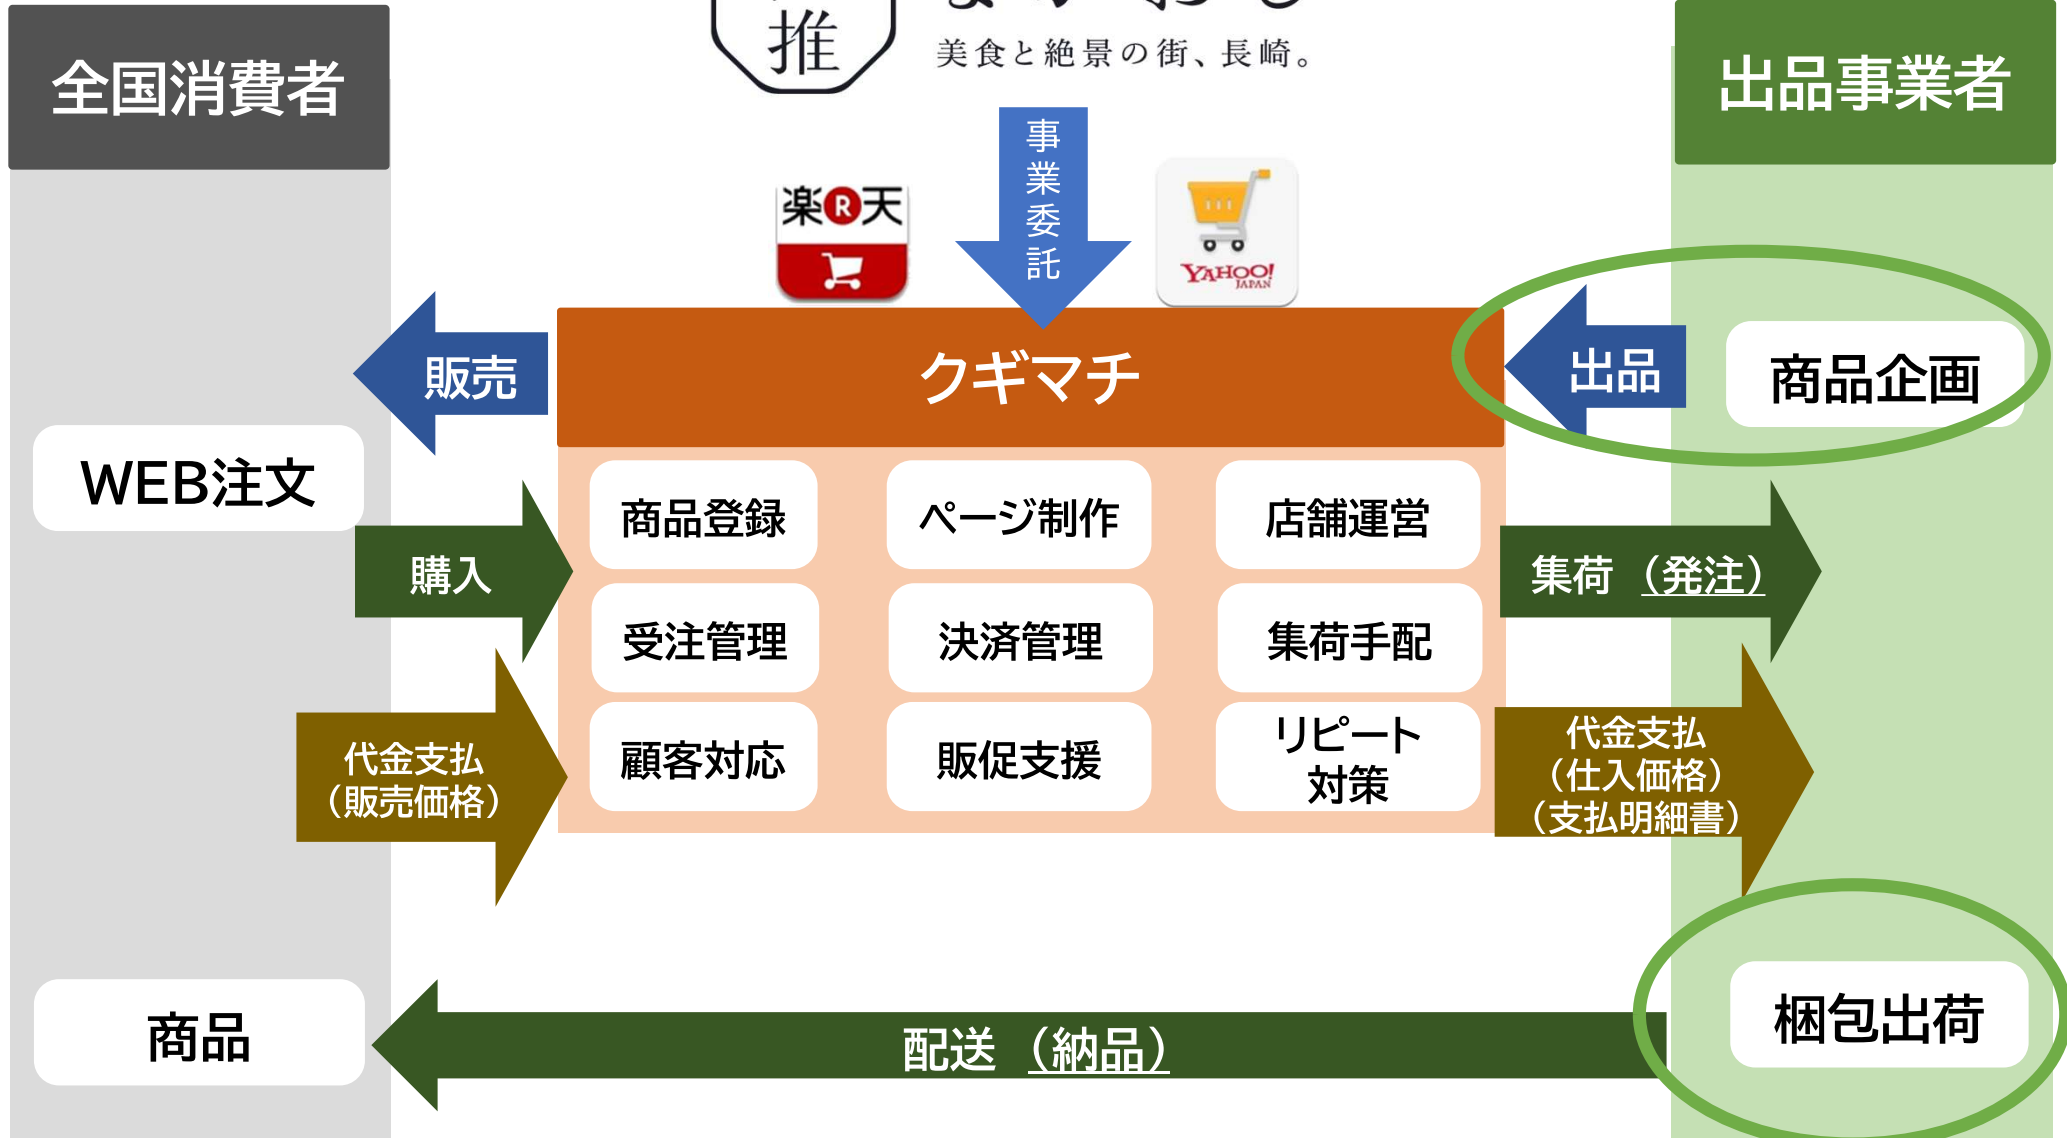 推
美食と絶景の街、長崎。
全国消費者
出品事業者
事業委託
楽R天
YAHOO!
JAPAN
販売
クギマチ
出品
商品企画
WEB注文
商品登録
ページ制作
店舗運営
購入
集荷（発注）
受注管理
決済管理
集荷手配
代金支払
（販売価格）
顧客対応
販促支援
リピート
対策
代金支払
（仕入価格）
（支払明細書）
商品
配送（納品）
梱包出荷